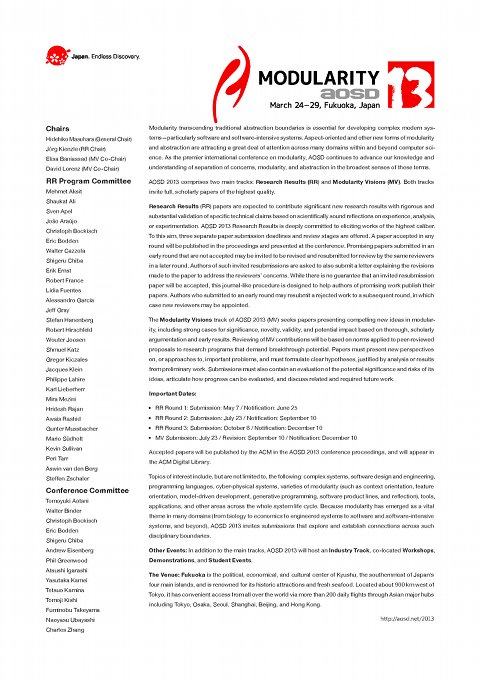 Japan. Endless Discovery.
MODULARITY
aosd
13
March 24–29, Fukuoka, Japan
Chairs
Hidehiko Masuhara (General Chair)
Jörg Kienzle (RR Chair)
Elisa Baniassad (MV Co-Chair)
David Lorenz (MV Co-Chair)
RR Program Committee
Mehmet Aksit
Shaukat Ali
Sven Apel
João Araújo
Christoph Bockisch
Eric Bodden
Walter Cazzola
Shigeru Chiba
Erik Ernst
Robert France
Lidia Fuentes
Alessandro Garcia
Jeff Gray
Stefan Hanenberg
Robert Hirschfeld
Wouter Joosen
Shmuel Katz
Gregor Kiczales
Jacques Klein
Philippe Lahire
Karl Lieberherr
Mira Mezini
Hridesh Rajan
Awais Rashid
Gunter Mussbacher
Mario Südholt
Kevin Sullivan
Peri Tarr
Aswin van den Berg
Steffen Zschaler
Conference Committee
Tomoyuki Aotani
Walter Binder
Christoph Bockisch
Eric Bodden
Shigeru Chiba
Andrew Eisenberg
Phil Greenwood
Atsushi Igarashi
Yasutaka Kamei
Tetsuo Kamina
Tomoji Kishi
Fuminobu Takeyama
Naoyasu Ubayashi
Charles Zhang
Modularity transcending traditional abstraction boundaries is essential for developing complex modern sys-
tems—particularly software and software-intensive systems. Aspect-oriented and other new forms of modularity
and abstraction are attracting a great deal of attention across many domains within and beyond computer sci-
ence. As the premier international conference on modularity, AOSD continues to advance our knowledge and
understanding of separation of concerns, modularity, and abstraction in the broadest senses of these terms.
AOSD 2013 comprises two main tracks: Research Results (RR) and Modularity Visions (MV). Both tracks
invite full, scholarly papers of the highest quality.
Research Results (RR) papers are expected to contribute significant new research results with rigorous and
substantial validation of specific technical claims based on scientifically sound reflections on experience, analysis,
or experimentation. AOSD 2013 Research Results is deeply committed to eliciting works of the highest caliber.
To this aim, three separate paper submission deadlines and review stages are offered. A paper accepted in any
round will be published in the proceedings and presented at the conference. Promising papers submitted in an
early round that are not accepted may be invited to be revised and resubmitted for review by the same reviewers
in a later round. Authors of such invited resubmissions are asked to also submit a letter explaining the revisions
made to the paper to address the reviewers' concerns. While there is no guarantee that an invited resubmission
paper will be accepted, this journal-like procedure is designed to help authors of promising work publish their
papers. Authors who submitted to an early round may resubmit a rejected work to a subsequent round, in which
case new reviewers may be appointed.
The Modularity Visions track of AOSD 2013 (MV) seeks papers presenting compelling new ideas in modular-
ity, including strong cases for significance, novelty, validity, and potential impact based on thorough, scholarly
argumentation and early results. Reviewing of MV contributions will be based on norms applied to peer-reviewed
proposals to research programs that demand breakthrough potential. Papers must present new perspectives
on, or approaches to, important problems, and must formulate clear hypotheses, justified by analysis or results
from preliminary work. Submissions must also contain an evaluation of the potential significance and risks of its
ideas, articulate how progress can be evaluated, and discuss related and required future work.
Important Dates:
• RR Round 1: Submission: May 7 / Notification: June 25
• RR Round 2: Submission: July 23 / Notification: September 10
• RR Round 3: Submission: October 8 / Notification: December 10
• MV Submission: July 23 / Revision: September 10 / Notification: December 10
Accepted papers will be published by the ACM in the AOSD 2013 conference proceedings, and will appear in
the ACM Digital Library.
Topics of interest include, but are not limited to, the following: complex systems, software design and engineering,
programming languages, cyber-physical systems, varieties of modularity (such as context orientation, feature
orientation, model-driven development, generative programming, software product lines, and reflection), tools,
applications, and other areas across the whole system life cycle. Because modularity has emerged as a vital
theme in many domains (from biology to economics to engineered systems to software and software-intensive
systems, and beyond), AOSD 2013 invites submissions that explore and establish connections across such
disciplinary boundaries.
Other Events: In addition to the main tracks, AOSD 2013 will host an Industry Track, co-located Workshops,
Demonstrations, and Student Events.
The Venue: Fukuoka is the political, economic, and cultural center of Kyushu, the southernmost of Japan's
four main islands, and is renowned for its historic attractions and fresh seafood. Located about 900 km west of
Tokyo, it has convenient access from all over the world via more than 200 daily flights through Asian major hubs
including Tokyo, Osaka, Seoul, Shanghai, Beijing, and Hong Kong.
http://aosd.net/2013